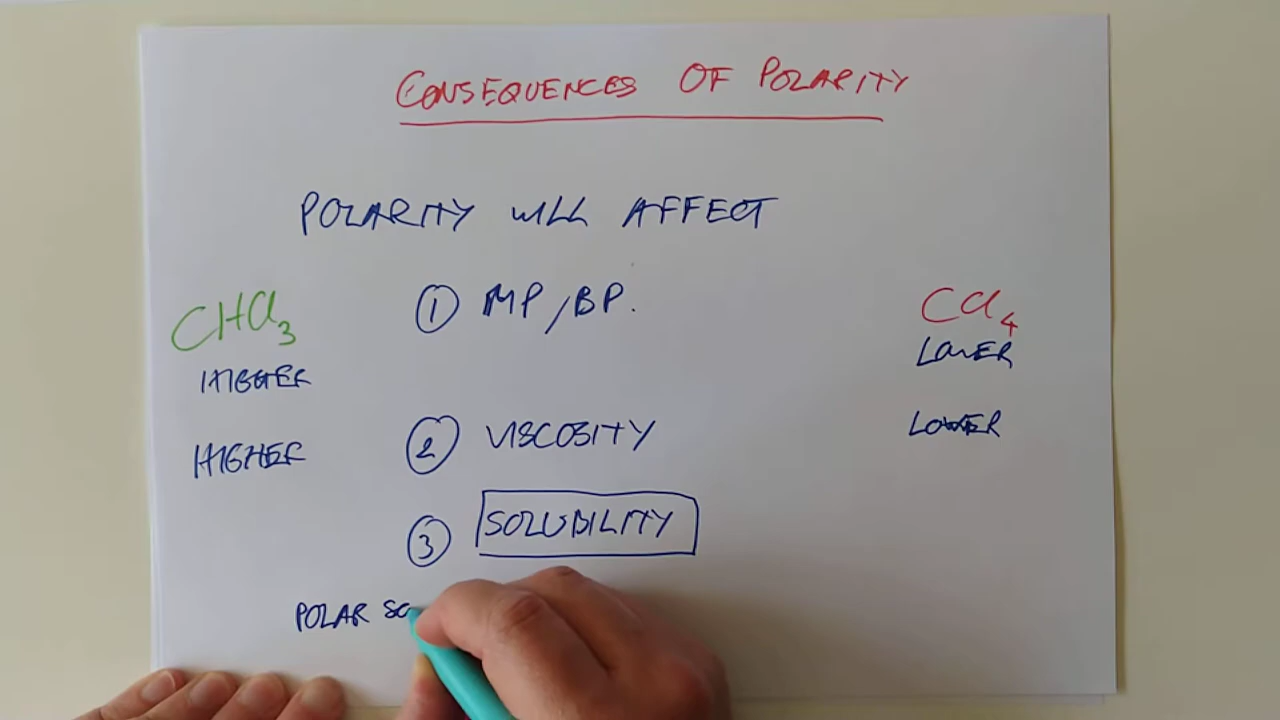 CONSEQUENCES OF POLARITY
POLARITY WILL AFFECT
CHCl3 ① MP/BP. CCl4
HIGHER LOWER
HIGHER ② VISCOSITY LOWER
③ SOLUBILITY
POLAR SO